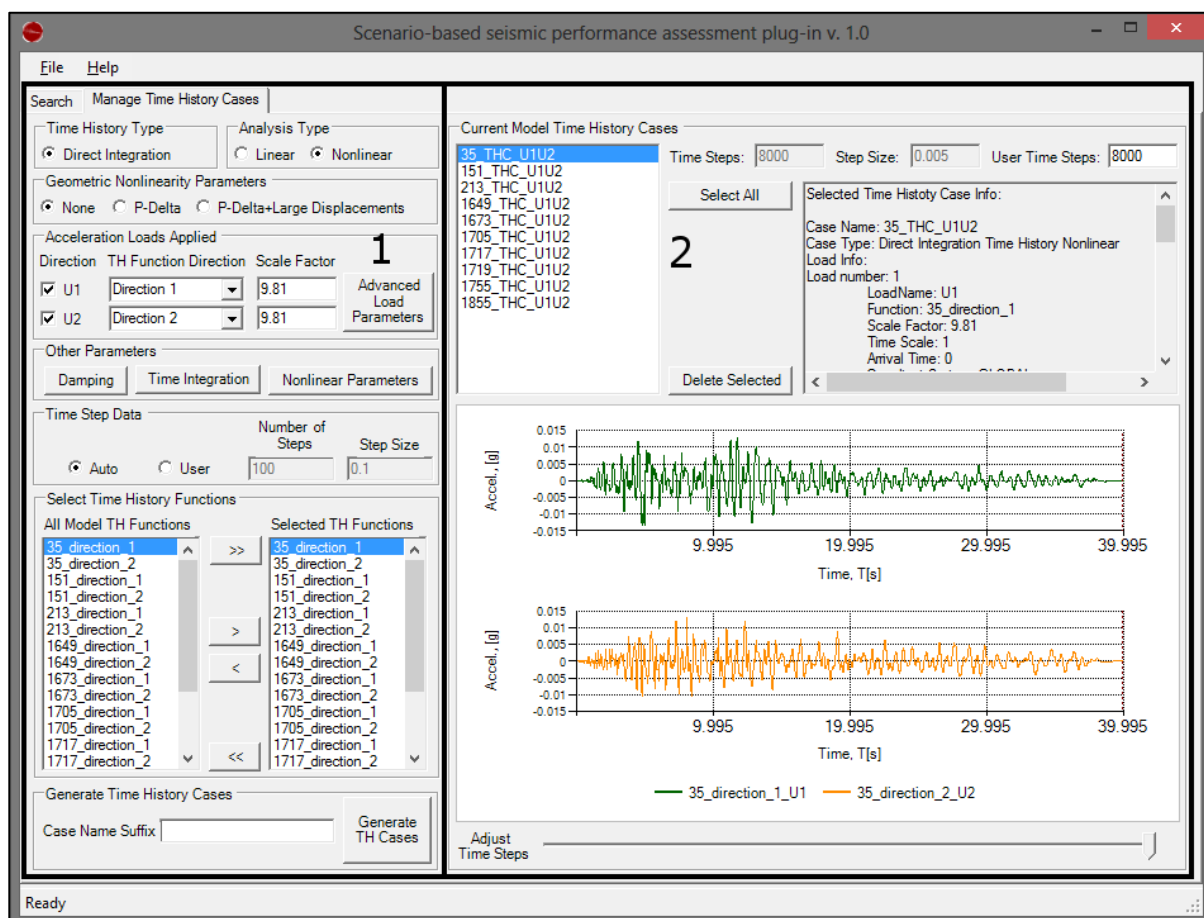 Scenario-based seismic performance assessment plug-in v. 1.0
File Help
Search Manage Time History Cases
Time History Type
Direct Integration
Analysis Type
Linear Nonlinear
Geometric Nonlinearity Parameters
None P-Delta P-Delta+Large Displacements
Acceleration Loads Applied
1
Direction TH Function Direction Scale Factor
U1 Direction 1 9.81
U2 Direction 2 9.81
Advanced
Load
Parameters
Other Parameters
Damping Time Integration Nonlinear Parameters
Time Step Data
Number of
Steps
Step Size
Auto User 100 0.1
Select Time History Functions
All Model TH Functions
35_direction_1
35_direction_2
151_direction_1
151_direction_2
213_direction_1
213_direction_2
1649_direction_1
1649_direction_2
1673_direction_1
1673_direction_2
1705_direction_1
1705_direction_2
1717_direction_1
1717_direction_2
>>
>
<
<<
Selected TH Functions
35_direction_1
35_direction_2
151_direction_1
151_direction_2
213_direction_1
213_direction_2
1649_direction_1
1649_direction_2
1673_direction_1
1673_direction_2
1705_direction_1
1705_direction_2
1717_direction_1
1717_direction_2
Generate Time History Cases
Case Name Suffix
Generate
TH Cases
Current Model Time History Cases
35_THC_U1U2
151_THC_U1U2
213_THC_U1U2
1649_THC_U1U2
1673_THC_U1U2
1705_THC_U1U2
1717_THC_U1U2
1719_THC_U1U2
1755_THC_U1U2
1855_THC_U1U2
Time Steps: 8000 Step Size: 0.005 User Time Steps: 8000
Select All
2
Delete Selected
Selected Time Histoty Case Info:
Case Name: 35_THC_U1U2
Case Type: Direct Integration Time History Nonlinear
Load Info:
Load number: 1
LoadName: U1
Function: 35_direction_1
Scale Factor: 9.81
Time Scale: 1
Arrival Time: 0
Accel., [g]
0.015
0.01
0.005
0
-0.005
-0.01
-0.015
9.995 19.995 29.995 39.995
Time, T[s]
Accel., [g]
0.015
0.01
0.005
0
-0.005
-0.01
-0.015
9.995 19.995 29.995 39.995
Time, T[s]
35_direction_1_U1 35_direction_2_U2
Adjust
Time Steps
Ready